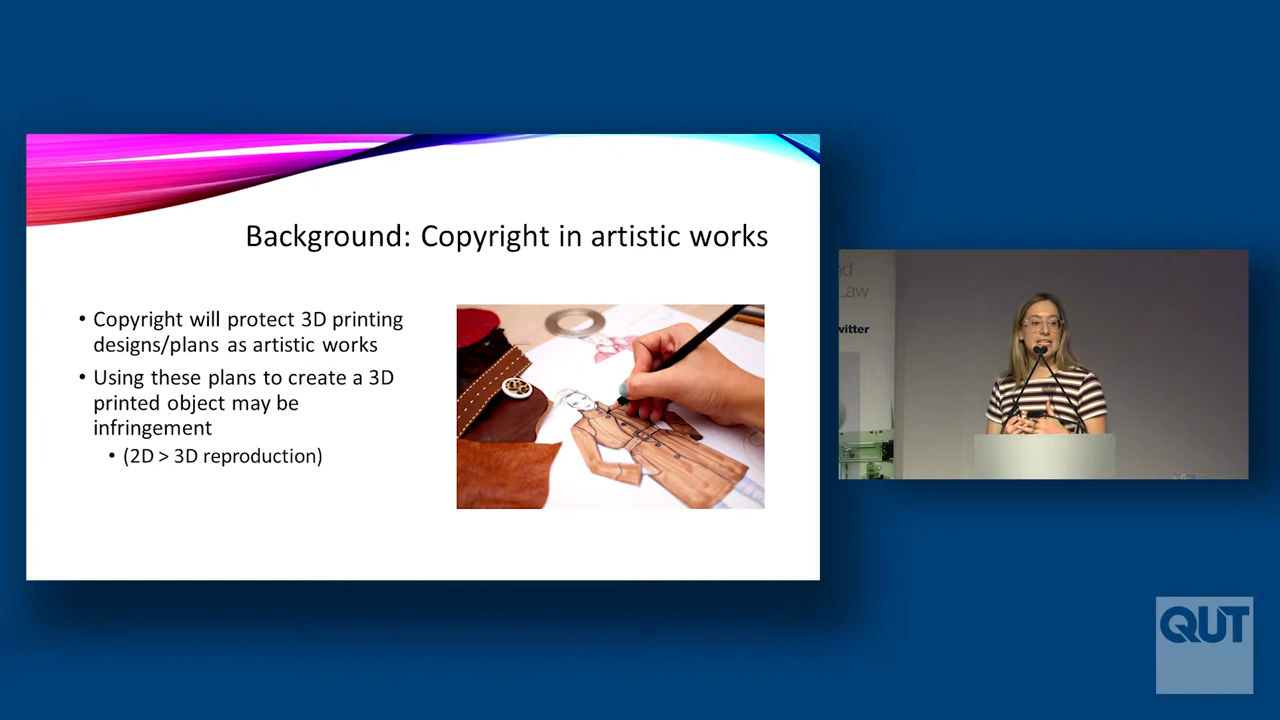 Background: Copyright in artistic works
• Copyright will protect 3D printing
designs/plans as artistic works
• Using these plans to create a 3D
printed object may be
infringement
• (2D > 3D reproduction)
nd
Law
witter
QUT